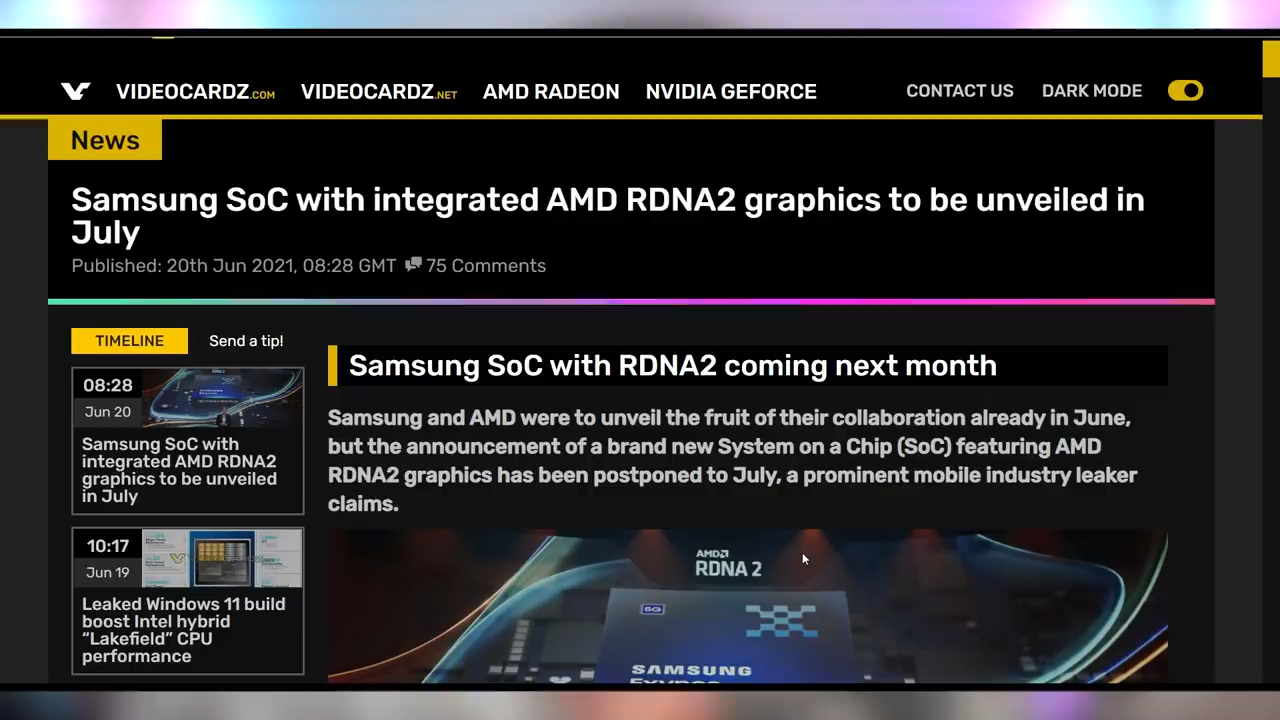 VIDEOCARDZ.COM VIDEOCARDZ.NET AMD RADEON NVIDIA GEFORCE CONTACT US DARK MODE
News
Samsung SoC with integrated AMD RDNA2 graphics to be unveiled in
July
Published: 20th Jun 2021, 08:28 GMT 75 Comments
TIMELINE Send a tip!
08:28
Jun 20
Samsung SoC with
integrated AMD RDNA2
graphics to be unveiled
in July
10:17
Jun 19
Leaked Windows 11 build
boost Intel hybrid
“Lakefield” CPU
performance
Samsung SoC with RDNA2 coming next month
Samsung and AMD were to unveil the fruit of their collaboration already in June,
but the announcement of a brand new System on a Chip (SoC) featuring AMD
RDNA2 graphics has been postponed to July, a prominent mobile industry leaker
claims.
AMD
RDNA 2
5G
SAMSUNG
Exynos